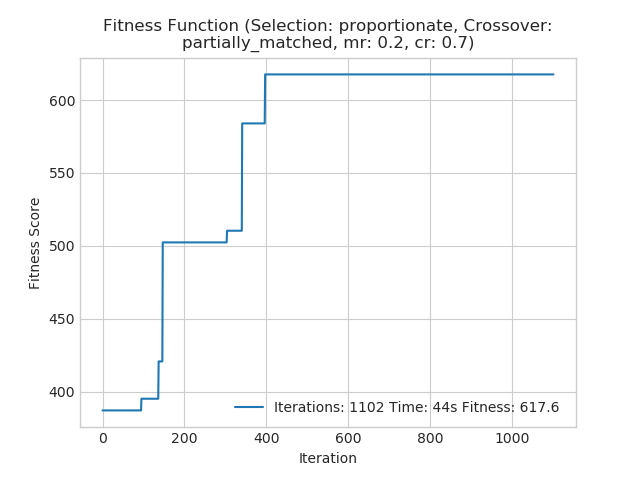 Fitness Function (Selection: proportionate, Crossover:
partially_matched, mr: 0.2, cr: 0.7)
600
550
500
450
400
Fitness Score
Iterations: 1102 Time: 44s Fitness: 617.6
0 200 400 600 800 1000
Iteration